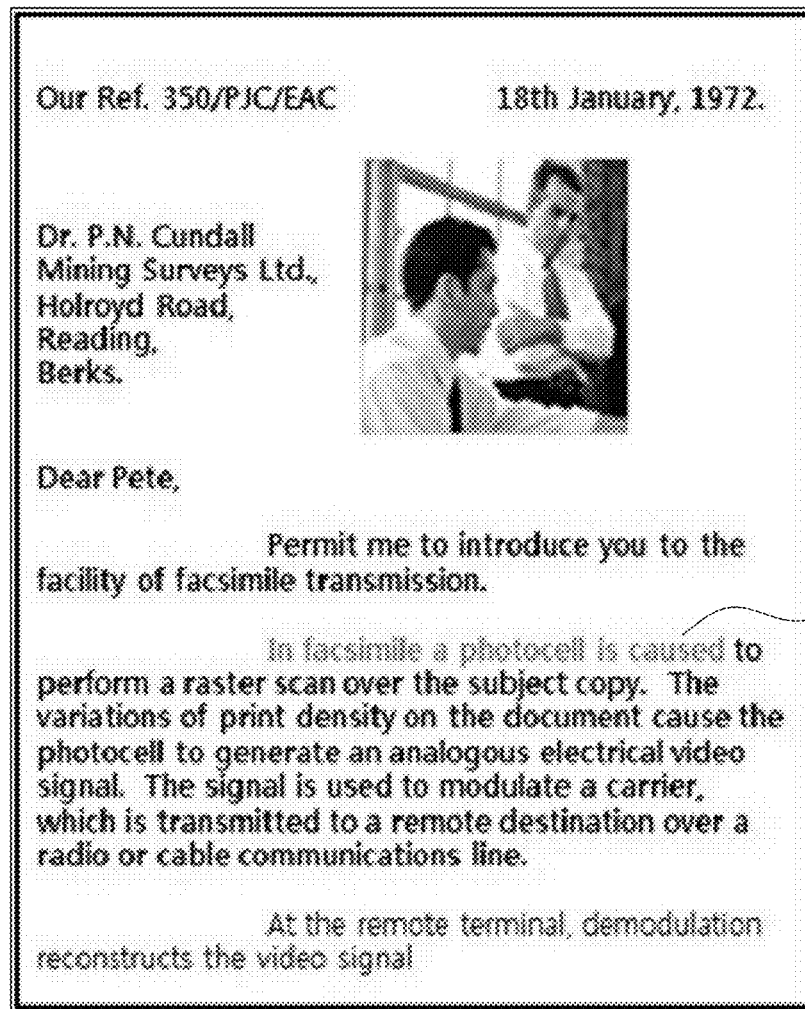 Our Ref. 350/PJC/EAC 18th January, 1972.
Dr. P.N. Cundall
Mining Surveys Ltd.,
Holroyd Road,
Reading,
Berks.
Dear Pete,
Permit me to introduce you to the
facility of facsimile transmission.
In facsimile a photocell is caused to
perform a raster scan over the subject copy. The
variations of print density on the document cause the
photocell to generate an analogous electrical video
signal. The signal is used to modulate a carrier,
which is transmitted to a remote destination over a
radio or cable communications line.
At the remote terminal, demodulation
reconstructs the video signal